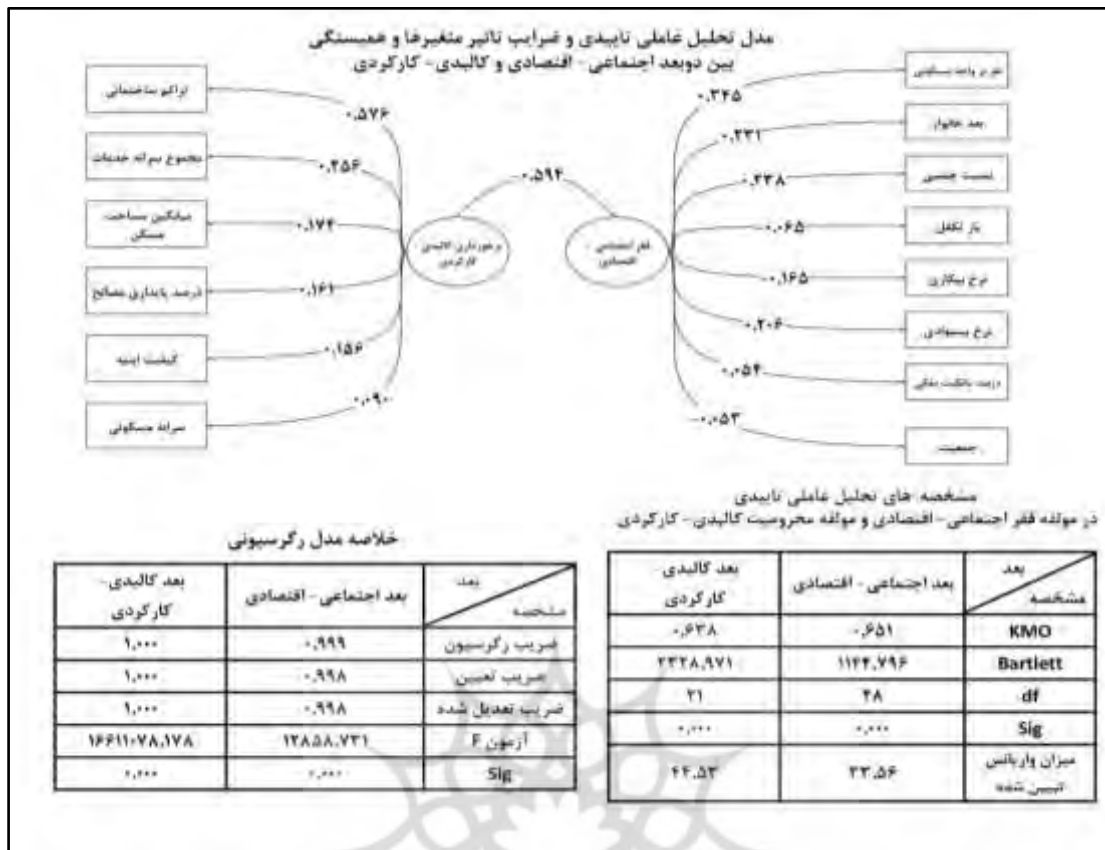 مدل تحلیل عاملی تاییدی و ضرایب تاثیر متغیرها و همبستگی
بین دوبعد اجتماعی - اقتصادی و کالبدی - کارکردی
نفر در واحد مسکونی
۰.۳۴۵
بعد خانوار
۰.۲۳۱
نسبت جنسی
۰.۲۳۸
بار تکفل
۰.۰۶۵
نرخ بیکاری
۰.۱۶۵
نرخ بیسوادی
۰.۲۰۶
درصد مالکیت ملکی
۰.۰۵۴
جمعیت
-۰.۰۵۳
فقر اجتماعی -
اقتصادی
-۰.۵۹۴
برخورداری کالبدی
کارکردی
تراکم ساختمانی
۰.۵۷۶
مجموع سرانه خدمات
۰.۲۵۶
میانگین مساحت
مسکن
۰.۱۷۲
درصد پایداری مصالح
۰.۱۶۱
کیفیت ابنیه
۰.۱۵۶
سرانه مسکونی
۰.۰۹۰
مشخصه های تحلیل عاملی تاییدی
در مولفه فقر اجتماعی - اقتصادی و مولفه محرومیت کالبدی - کارکردی
بعد
مشخصه
بعد اجتماعی - اقتصادی
بعد کالبدی -
کارکردی
KMO ۰.۶۵۱ ۰.۶۳۸
Bartiett ۱۱۴۴.۷۹۶ ۲۳۲۸.۹۷۱
df ۲۸ ۲۱
Sig ۰.۰۰۰ ۰.۰۰۰
میزان واریانس
تبیین شده
۳۳.۵۶ ۴۴.۵۳
خلاصه مدل رگرسیونی
بعد
مشخصه
بعد اجتماعی - اقتصادی
بعد کالبدی -
کارکردی
ضریب رگرسیون ۰.۹۹۹ ۱.۰۰۰
ضریب تعیین ۰.۹۹۸ ۱.۰۰۰
ضریب تعدیل شده ۰.۹۹۸ ۱.۰۰۰
آزمون F ۱۲۸۵۸.۷۳۱ ۱۶۶۱۱۰۷۸.۱۷۸
Sig ۰.۰۰۰ ۰.۰۰۰